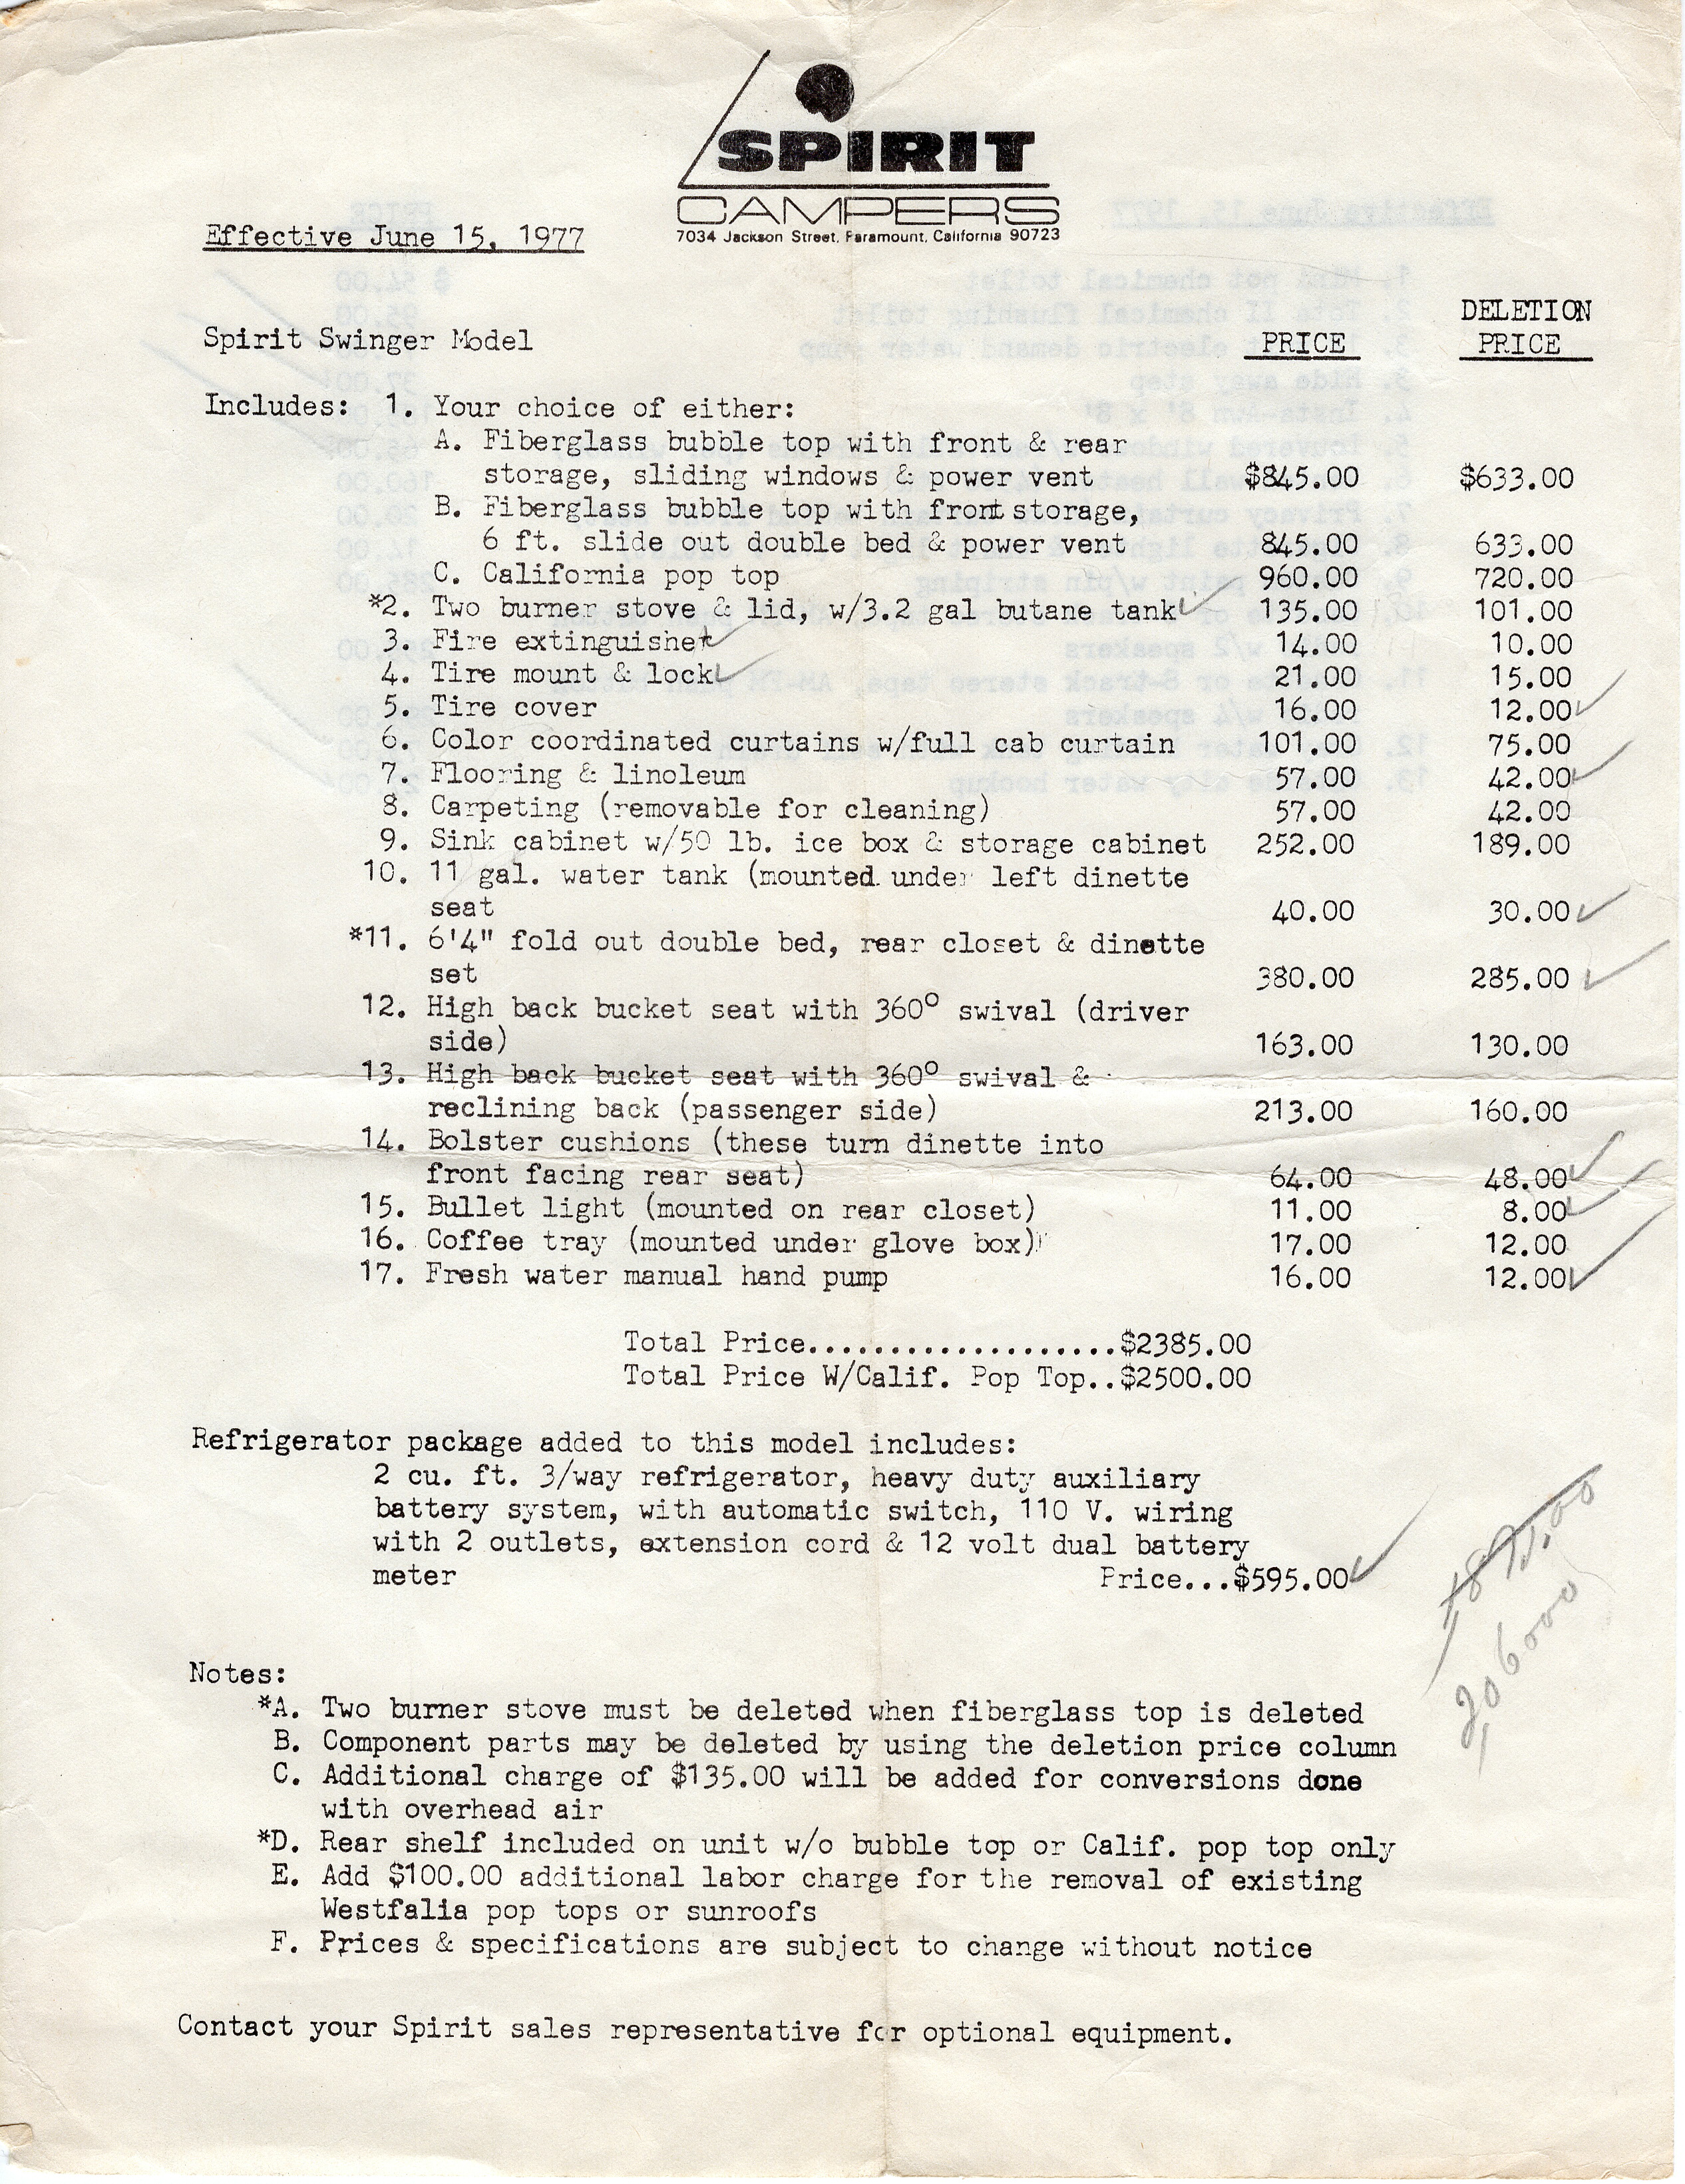 SPIRIT
CAMPERS
7034 Jackson Street, Paramount, California 90723
Effective June 15, 1977
DELETION
Spirit Swinger Model PRICE PRICE
Includes: 1. Your choice of either:
A. Fiberglass bubble top with front & rear
storage, sliding windows & power vent $845.00 $633.00
B. Fiberglass bubble top with front storage,
6 ft. slide out double bed & power vent 845.00 633.00
C. California pop top 960.00 720.00
*2. Two burner stove & lid, w/3.2 gal butane tank 135.00 101.00
3. Fire extinguisher 14.00 10.00
4. Tire mount & lock 21.00 15.00
5. Tire cover 16.00 12.00
6. Color coordinated curtains w/full cab curtain 101.00 75.00
7. Flooring & linoleum 57.00 42.00
8. Carpeting (removable for cleaning) 57.00 42.00
9. Sink cabinet w/50 lb. ice box & storage cabinet 252.00 189.00
10. 11 gal. water tank (mounted under left dinette
seat 40.00 30.00
*11. 6'4" fold out double bed, rear closet & dinette
set 380.00 285.00
12. High back bucket seat with 360° swival (driver
side) 163.00 130.00
13. High back bucket seat with 360° swival &
reclining back (passenger side) 213.00 160.00
14. Bolster cushions (these turn dinette into
front facing rear seat) 64.00 48.00
15. Bullet light (mounted on rear closet) 11.00 8.00
16. Coffee tray (mounted under glove box) 17.00 12.00
17. Fresh water manual hand pump 16.00 12.00
Total Price...................$2385.00
Total Price W/Calif. Pop Top..$2500.00
Refrigerator package added to this model includes:
2 cu. ft. 3/way refrigerator, heavy duty auxiliary
battery system, with automatic switch, 110 V. wiring
with 2 outlets, extension cord & 12 volt dual battery
meter Price...$595.00
Notes:
*A. Two burner stove must be deleted when fiberglass top is deleted
B. Component parts may be deleted by using the deletion price column
C. Additional charge of $135.00 will be added for conversions done
with overhead air
*D. Rear shelf included on unit w/o bubble top or Calif. pop top only
E. Add $100.00 additional labor charge for the removal of existing
Westfalia pop tops or sunroofs
F. Prices & specifications are subject to change without notice
Contact your Spirit sales representative for optional equipment.